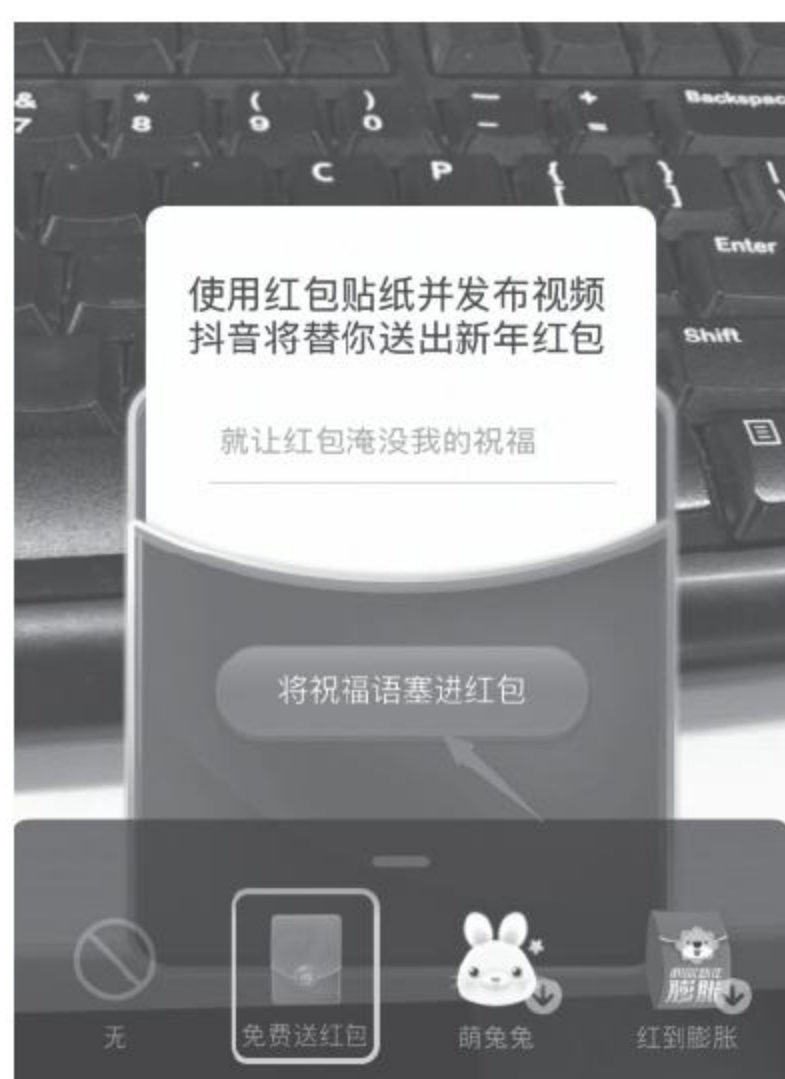 & * ( ) — + Backspac
7 8 9 0 - =
C P { } |
[ ] \
Enter
使用红包贴纸并发布视频
抖音将替你送出新年红包
Shift
就让红包淹没我的祝福
将祝福语塞进红包
膨胀
无 免费送红包 萌兔兔 红到膨胀